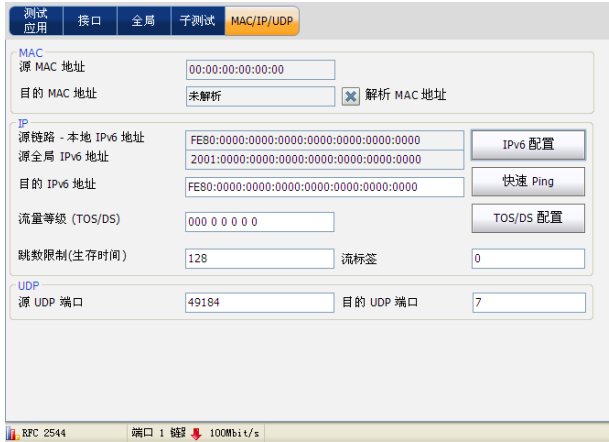 测试应用 接口 全局 子测试 MAC/IP/UDP
MAC
源 MAC 地址 00:00:00:00:00:00
目的 MAC 地址 未解析 解析 MAC 地址
IP
源链路 - 本地 IPv6 地址 FE80:0000:0000:0000:0000:0000:0000:0000 IPv6 配置
源全局 IPv6 地址 2001:0000:0000:0000:0000:0000:0000:0000
目的 IPv6 地址 FE80:0000:0000:0000:0000:0000:0000:0000 快速 Ping
流量等级 (TOS/DS) 000 0 0 0 0 0 TOS/DS 配置
跳数限制(生存时间) 128 流标签 0
UDP
源 UDP 端口 49184 目的 UDP 端口 7
RFC 2544 端口 1 100Mbit/s